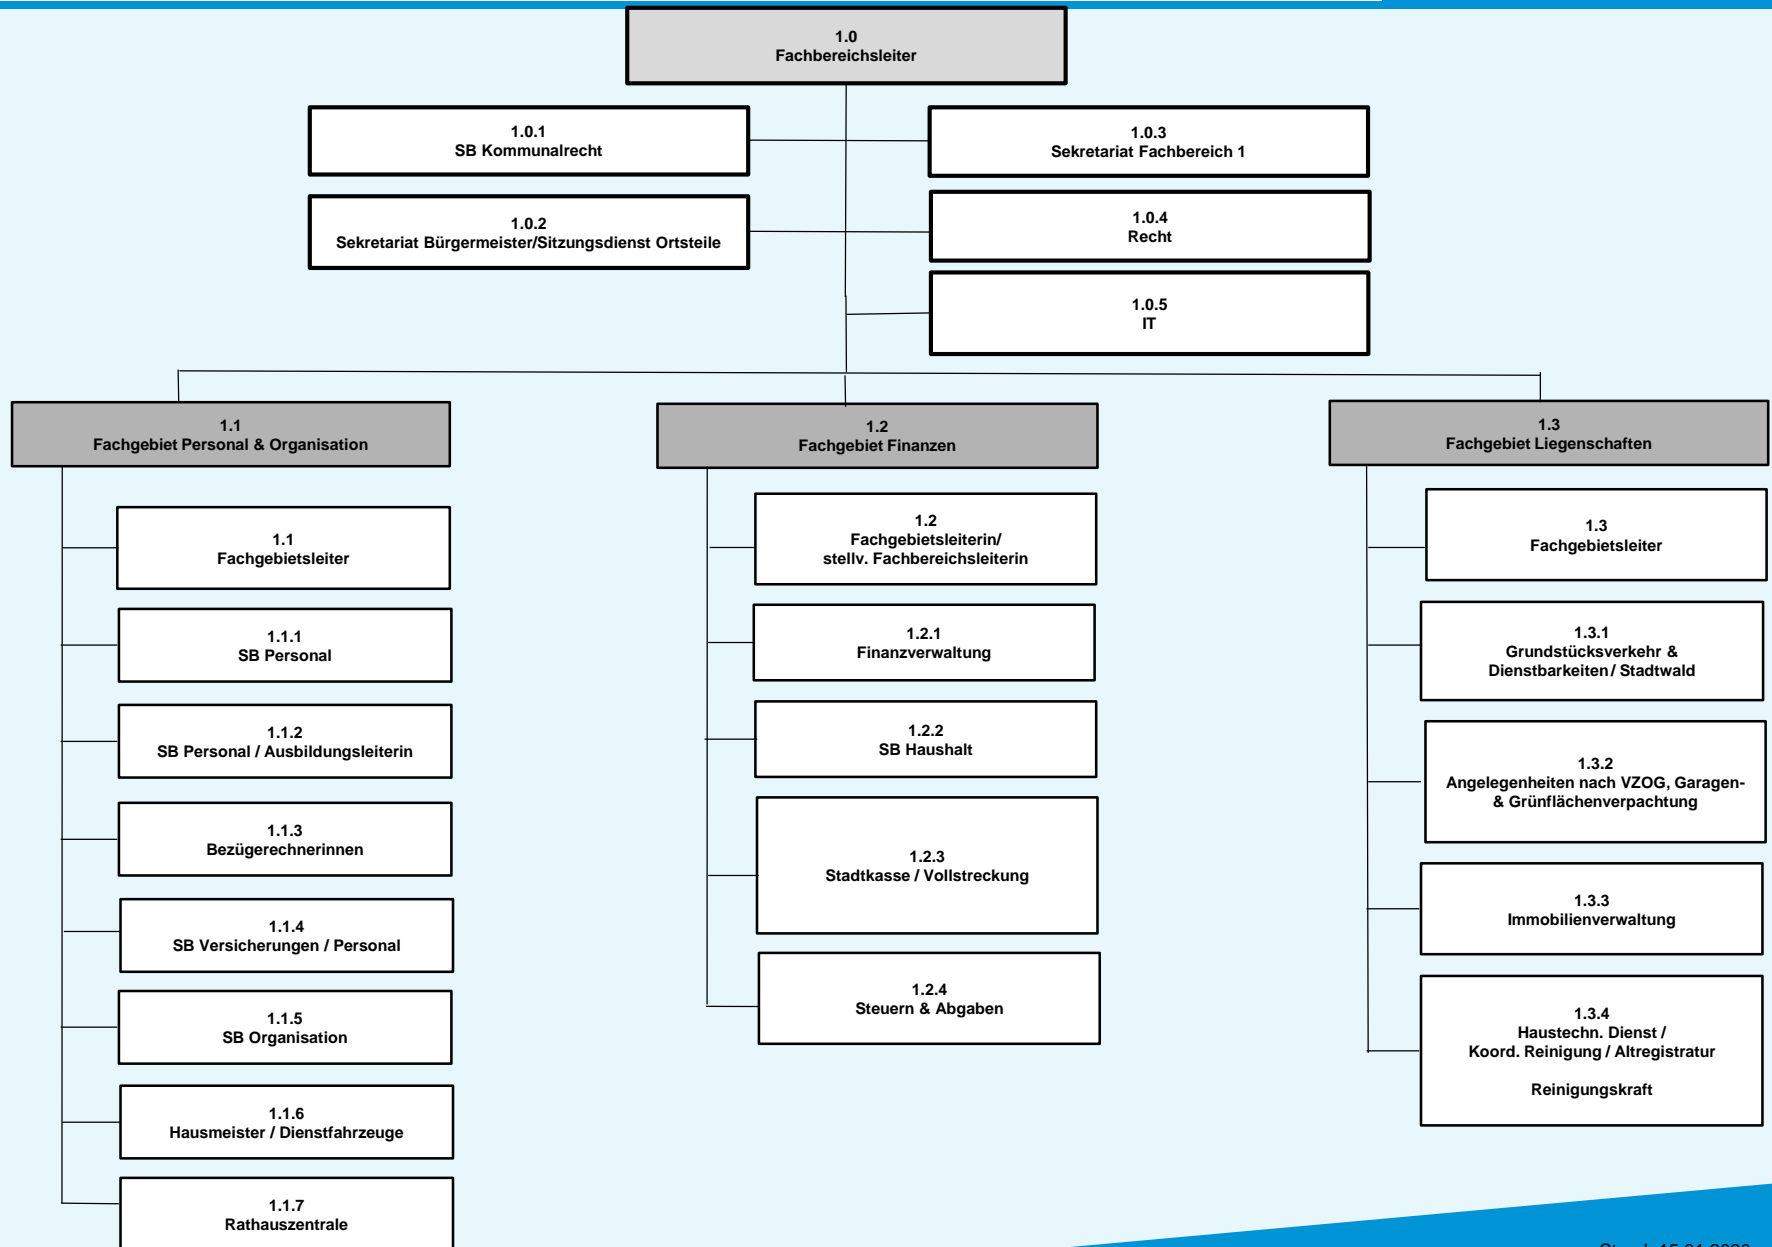 1.0
Fachbereichsleiter
1.0.1
SB Kommunalrecht
1.0.3
Sekretariat Fachbereich 1
1.0.2
Sekretariat Bürgermeister/Sitzungsdienst Ortsteile
1.0.4
Recht
1.0.5
IT
1.1
Fachgebiet Personal & Organisation
1.1
Fachgebietsleiter
1.1.1
SB Personal
1.1.2
SB Personal / Ausbildungsleiterin
1.1.3
Bezügerechnerinnen
1.1.4
SB Versicherungen / Personal
1.1.5
SB Organisation
1.1.6
Hausmeister / Dienstfahrzeuge
1.1.7
Rathauszentrale
1.2
Fachgebiet Finanzen
1.2
Fachgebietsleiterin/
stellv. Fachbereichsleiterin
1.2.1
Finanzverwaltung
1.2.2
SB Haushalt
1.2.3
Stadtkasse / Vollstreckung
1.2.4
Steuern & Abgaben
1.3
Fachgebiet Liegenschaften
1.3
Fachgebietsleiter
1.3.1
Grundstücksverkehr &
Dienstbarkeiten / Stadtwald
1.3.2
Angelegenheiten nach VZOG, Garagen-
& Grünflächenverpachtung
1.3.3
Immobilienverwaltung
1.3.4
Haustechn. Dienst /
Koord. Reinigung / Altregistratur
Reinigungskraft